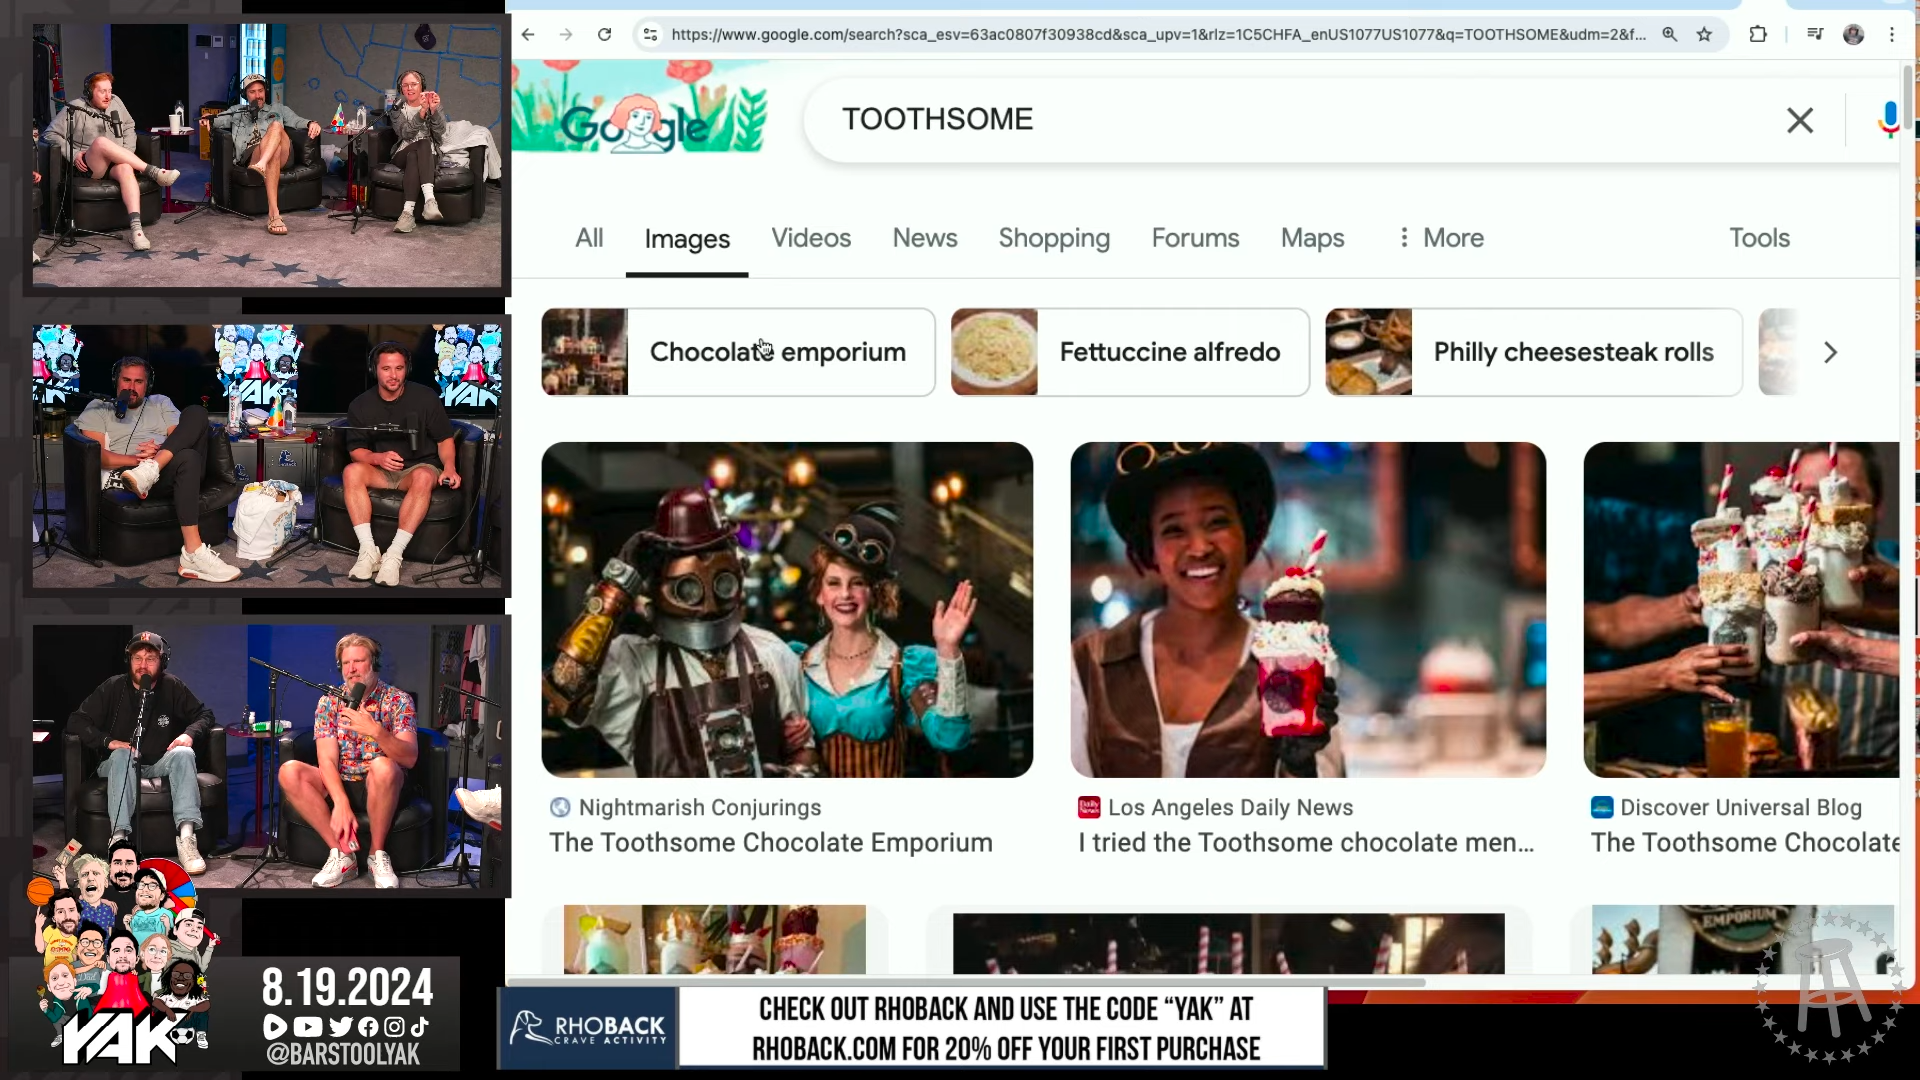 https://www.google.com/search?sca_esv=63ac0807f30938cd&sca_upv=1&rlz=1C5CHFA_enUS1077US1077&q=TOOTHSOME&udm=2&f...
Google
TOOTHSOME
All
Images
Videos
News
Shopping
Forums
Maps
More
Tools
Chocolate emporium
Fettuccine alfredo
Philly cheesesteak rolls
Nightmarish Conjurings
The Toothsome Chocolate Emporium
Los Angeles Daily News
I tried the Toothsome chocolate men...
Discover Universal Blog
The Toothsome Chocolate
EMPORIUM
YAK
YAK
YAK
8.19.2024
@BARSTOOLYAK
RHOBACK
CRAVE ACTIVITY
CHECK OUT RHOBACK AND USE THE CODE “YAK” AT
RHOBACK.COM FOR 20% OFF YOUR FIRST PURCHASE